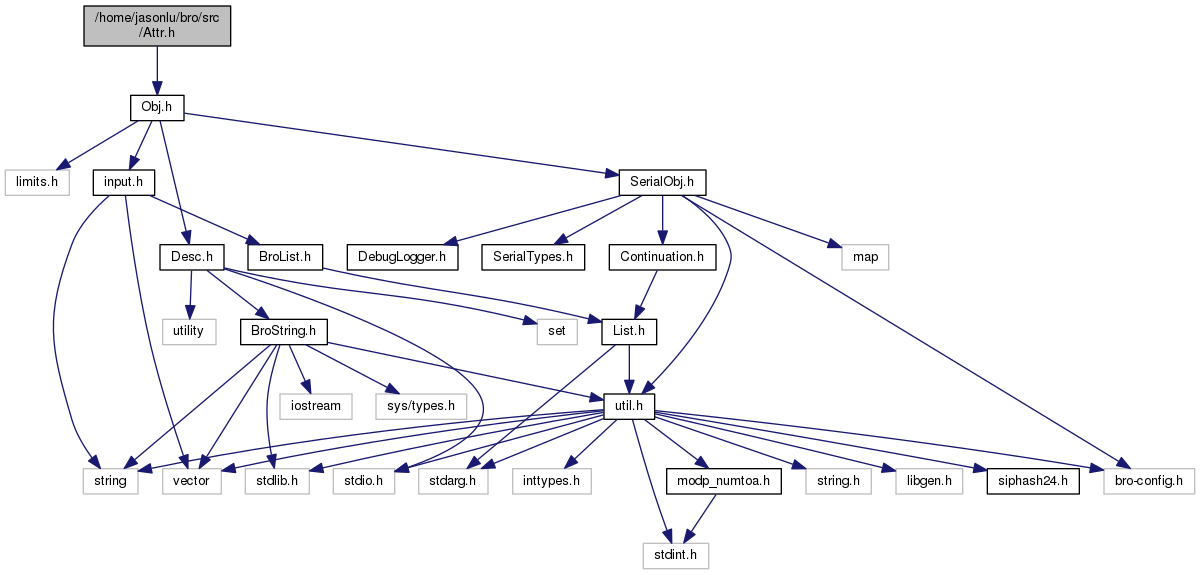 /home/jasonlu/bro/src
/Attr.h
Obj.h
limits.h
input.h
SerialObj.h
Desc.h
BroList.h
DebugLogger.h
SerialTypes.h
Continuation.h
map
utility
BroString.h
set
List.h
iostream
sys/types.h
util.h
string
vector
stdlib.h
stdio.h
stdarg.h
inttypes.h
modp_numtoa.h
string.h
libgen.h
siphash24.h
bro-config.h
stdint.h